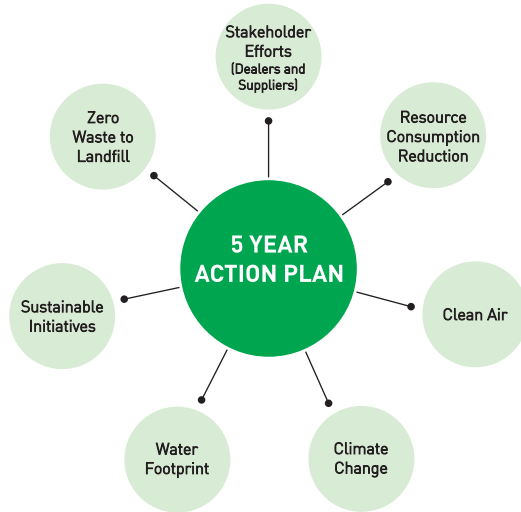 Stakeholder
Efforts
(Dealers and
Suppliers)
Zero
Waste to
Landfill
Resource
Consumption
Reduction
5 YEAR
ACTION PLAN
Sustainable
Initiatives
Clean Air
Water
Footprint
Climate
Change